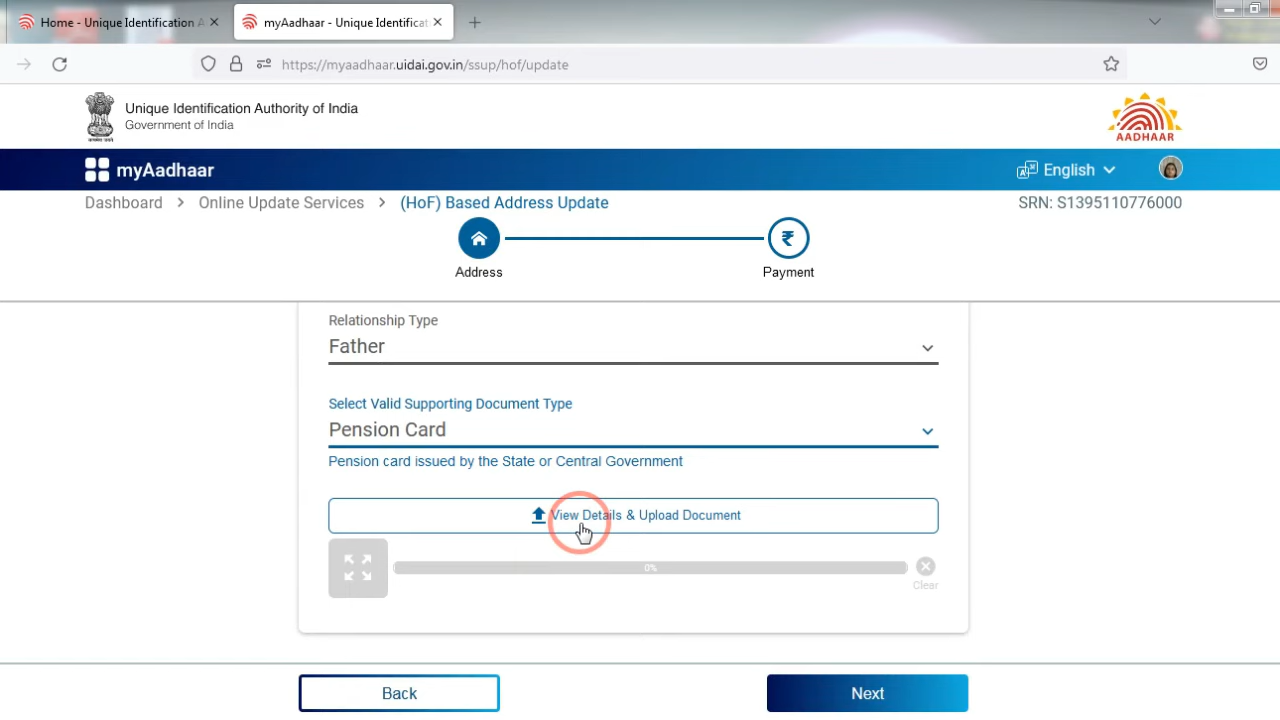 Home - Unique Identification A
myAadhaar - Unique Identificat
https://myaadhaar.uidai.gov.in/ssup/hof/update
Unique Identification Authority of India
Government of India
AADHAAR
myAadhaar
English
Dashboard > Online Update Services > (HoF) Based Address Update
SRN: S1395110776000
Address
₹
Payment
Relationship Type
Father
Select Valid Supporting Document Type
Pension Card
Pension card issued by the State or Central Government
View Details & Upload Document
0%
Clear
Back
Next